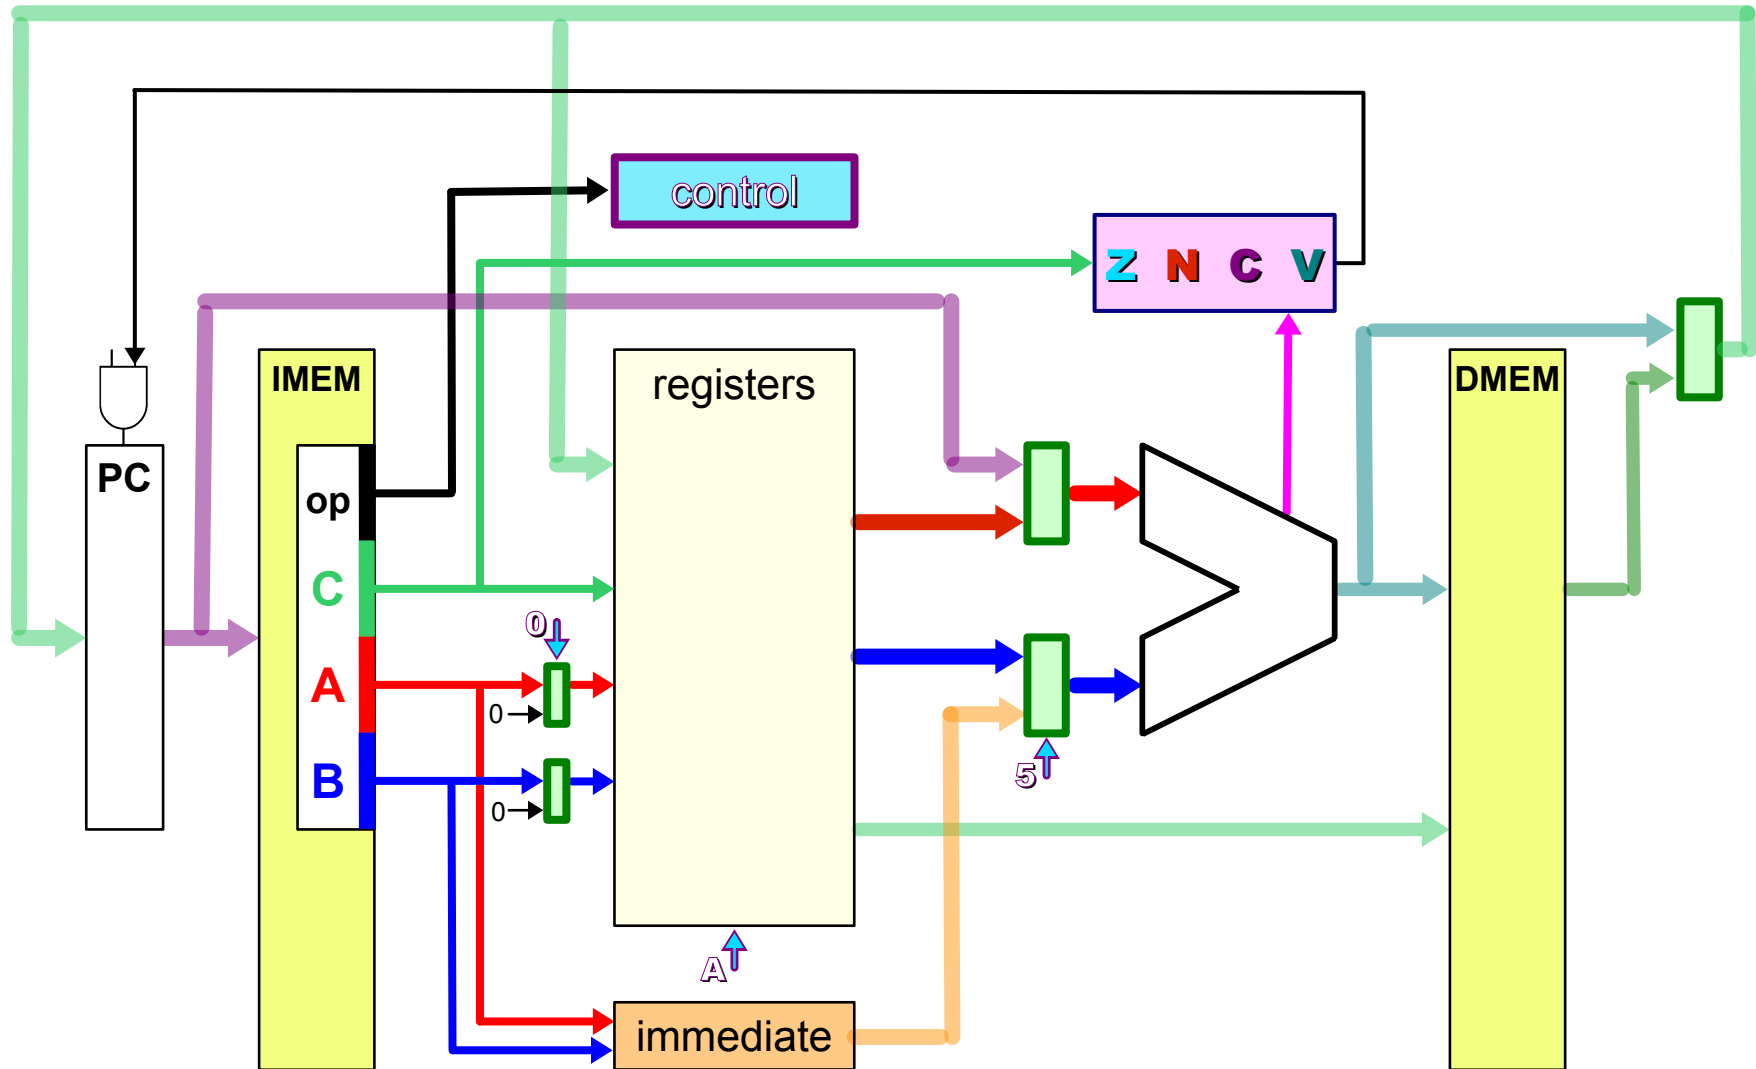 control
Z N C V
IMEM
registers
DMEM
PC
op
C
0
A
0
B
0
5
A
immediate